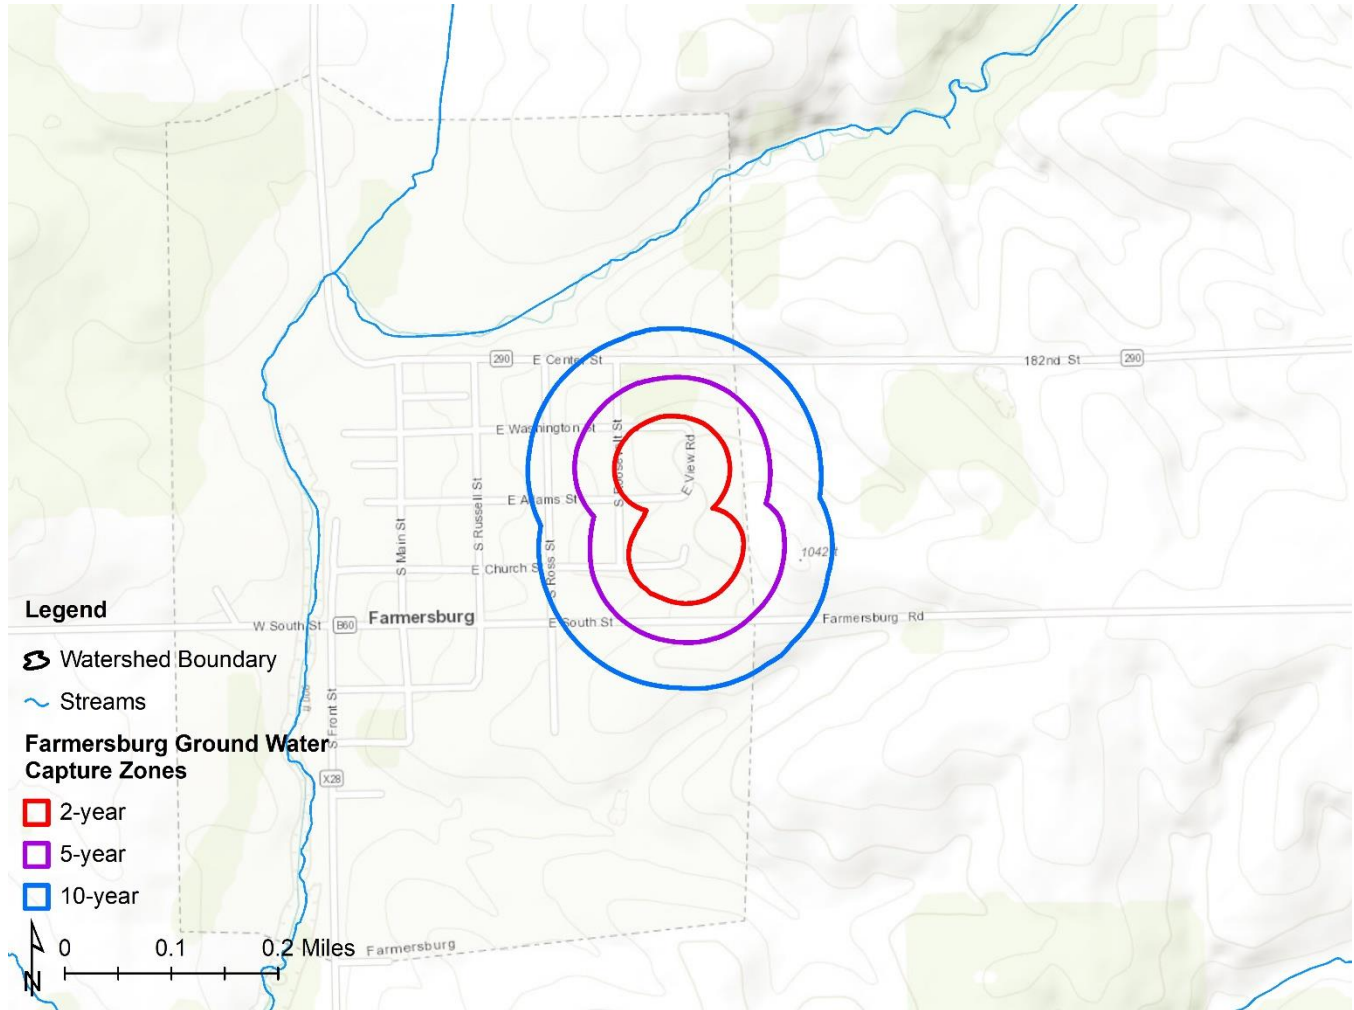 290
E Center St
182nd St
290
E Washington St
S Roosevelt St
E View Rd
E Adams St
S Russell St
S Main St
S Ross St
E Church S
1042 ft
Farmersburg
W South St
B60
E South St
Farmersburg Rd
S Front St
X28
Farmersburg
Legend
Watershed Boundary
Streams
Farmersburg Ground Water
Capture Zones
2-year
5-year
10-year
0 0.1 0.2 Miles
N